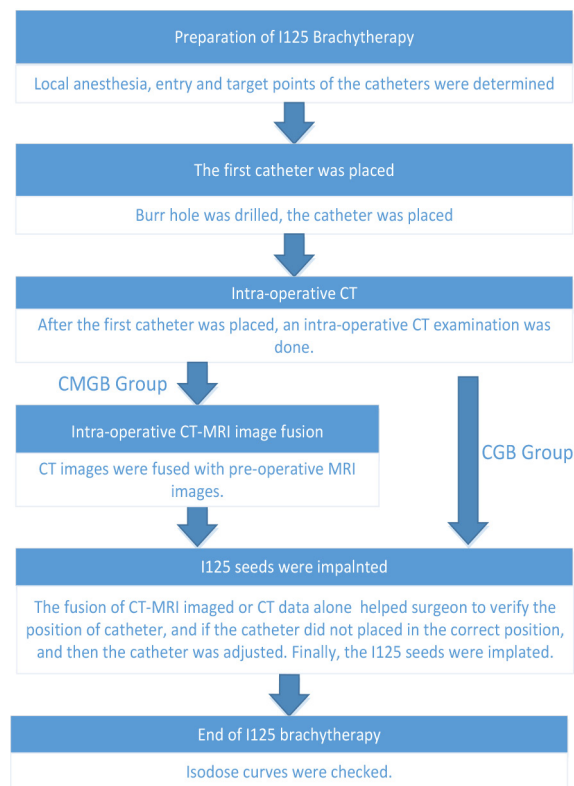 Preparation of I125 Brachytherapy
Local anesthesia, entry and target points of the catheters were determined
The first catheter was placed
Burr hole was drilled, the catheter was placed
Intra-operative CT
After the first catheter was placed, an intra-operative CT examination was
done.
CMGB Group
Intra-operative CT-MRI image fusion
CT images were fused with pre-operative MRI
images.
CGB Group
I125 seeds were impalnted
The fusion of CT-MRI imaged or CT data alone helped surgeon to verify the
position of catheter, and if the catheter did not placed in the correct position,
and then the catheter was adjusted. Finally, the I125 seeds were implated.
End of I125 brachytherapy
Isodose curves were checked.